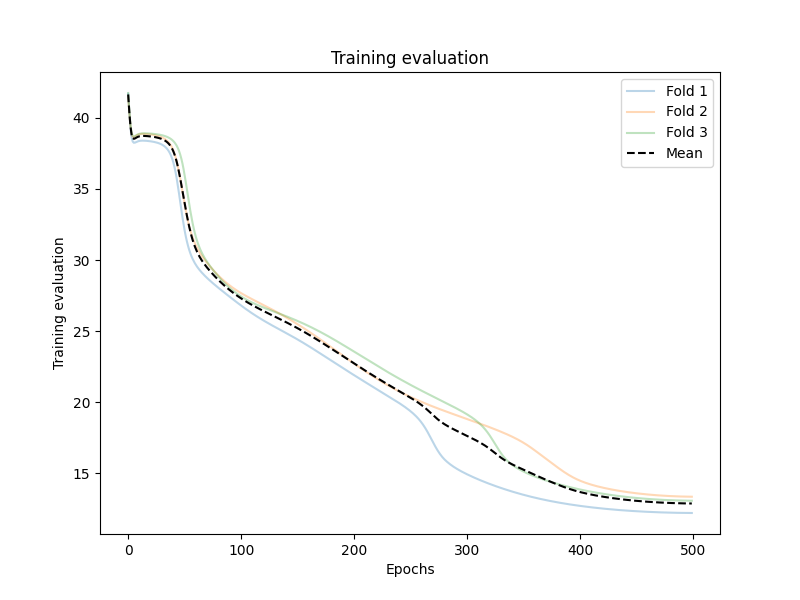 Training evaluation
Fold 1
Fold 2
Fold 3
Mean
40
35
30
25
20
15
Training evaluation
0 100 200 300 400 500
Epochs